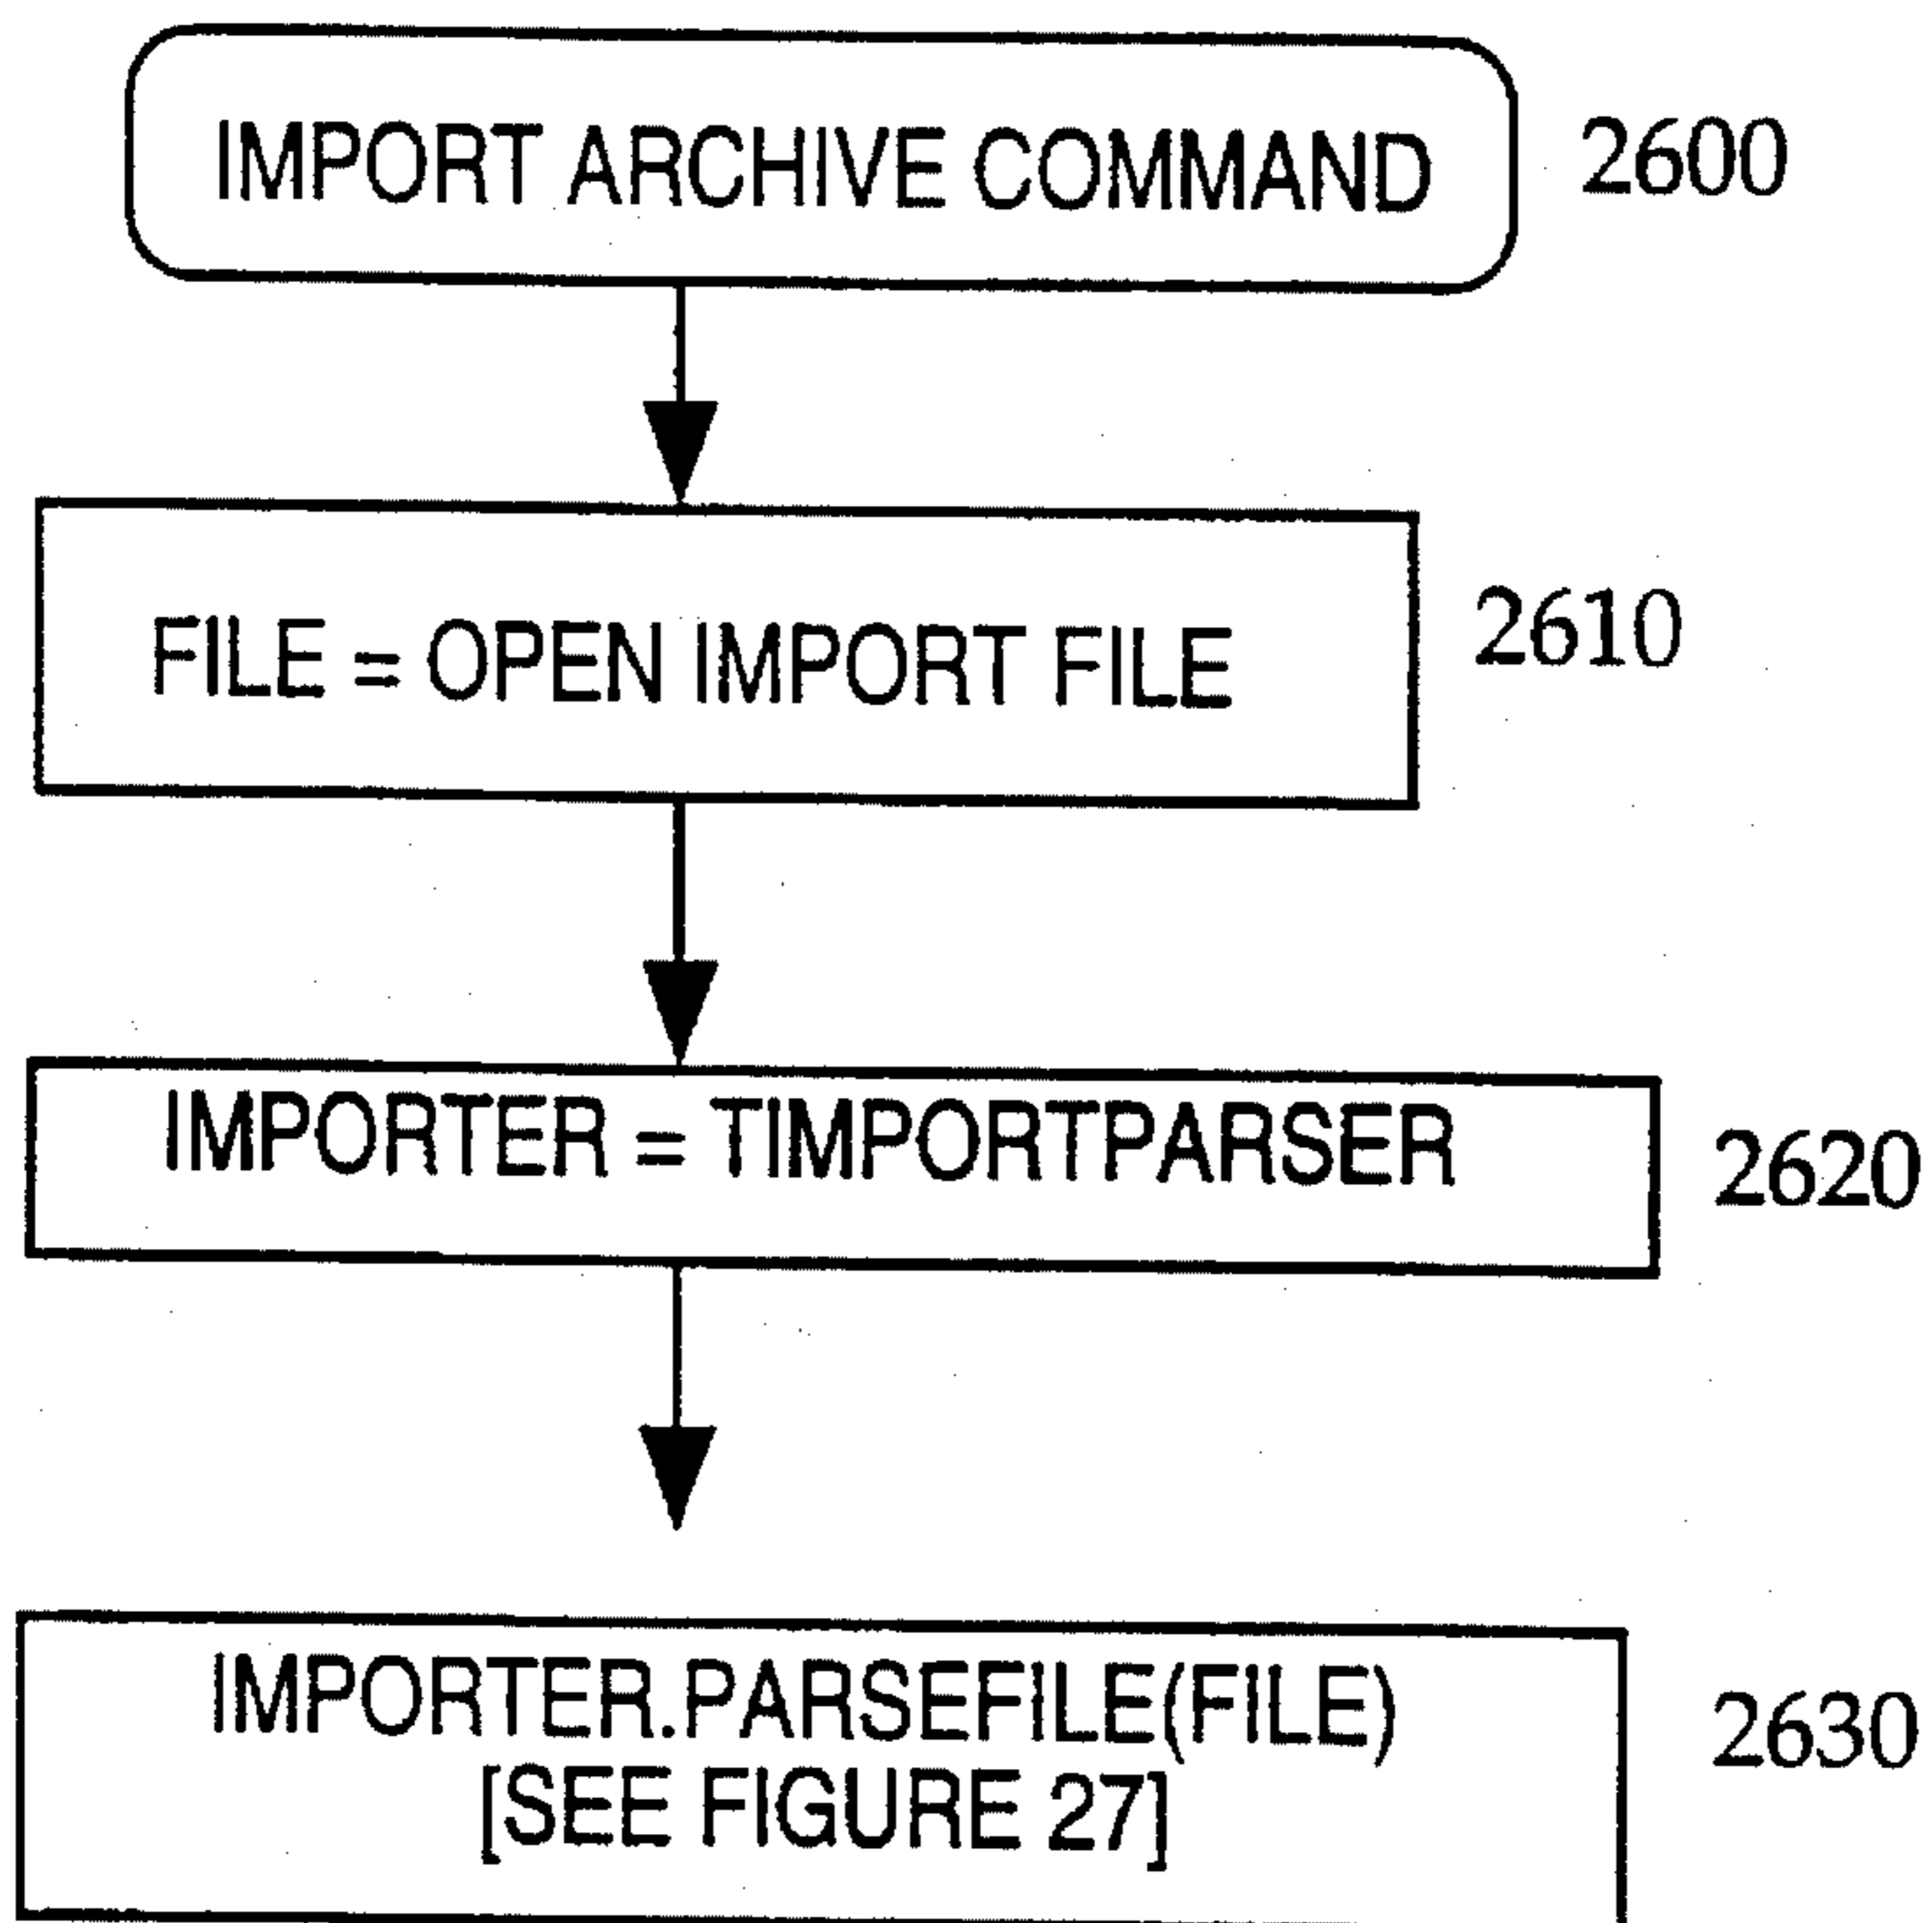 IMPORT ARCHIVE COMMAND 2600
FILE = OPEN IMPORT FILE 2610
IMPORTER = TIMPORTPARSER 2620
IMPORTER.PARSEFILE(FILE) 2630
[SEE FIGURE 27]